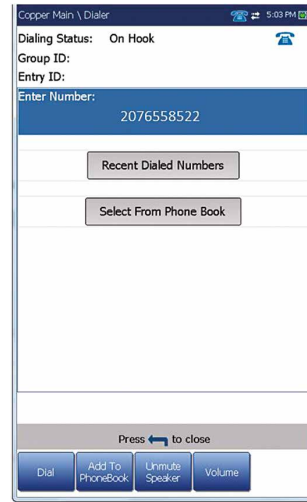 Copper Main \ Dialer 5:03 PM
Dialing Status: On Hook
Group ID:
Entry ID:
Enter Number:
2076558522
Recent Dialed Numbers
Select From Phone Book
Press to close
Dial
Add To
PhoneBook
Unmute
Speaker
Volume